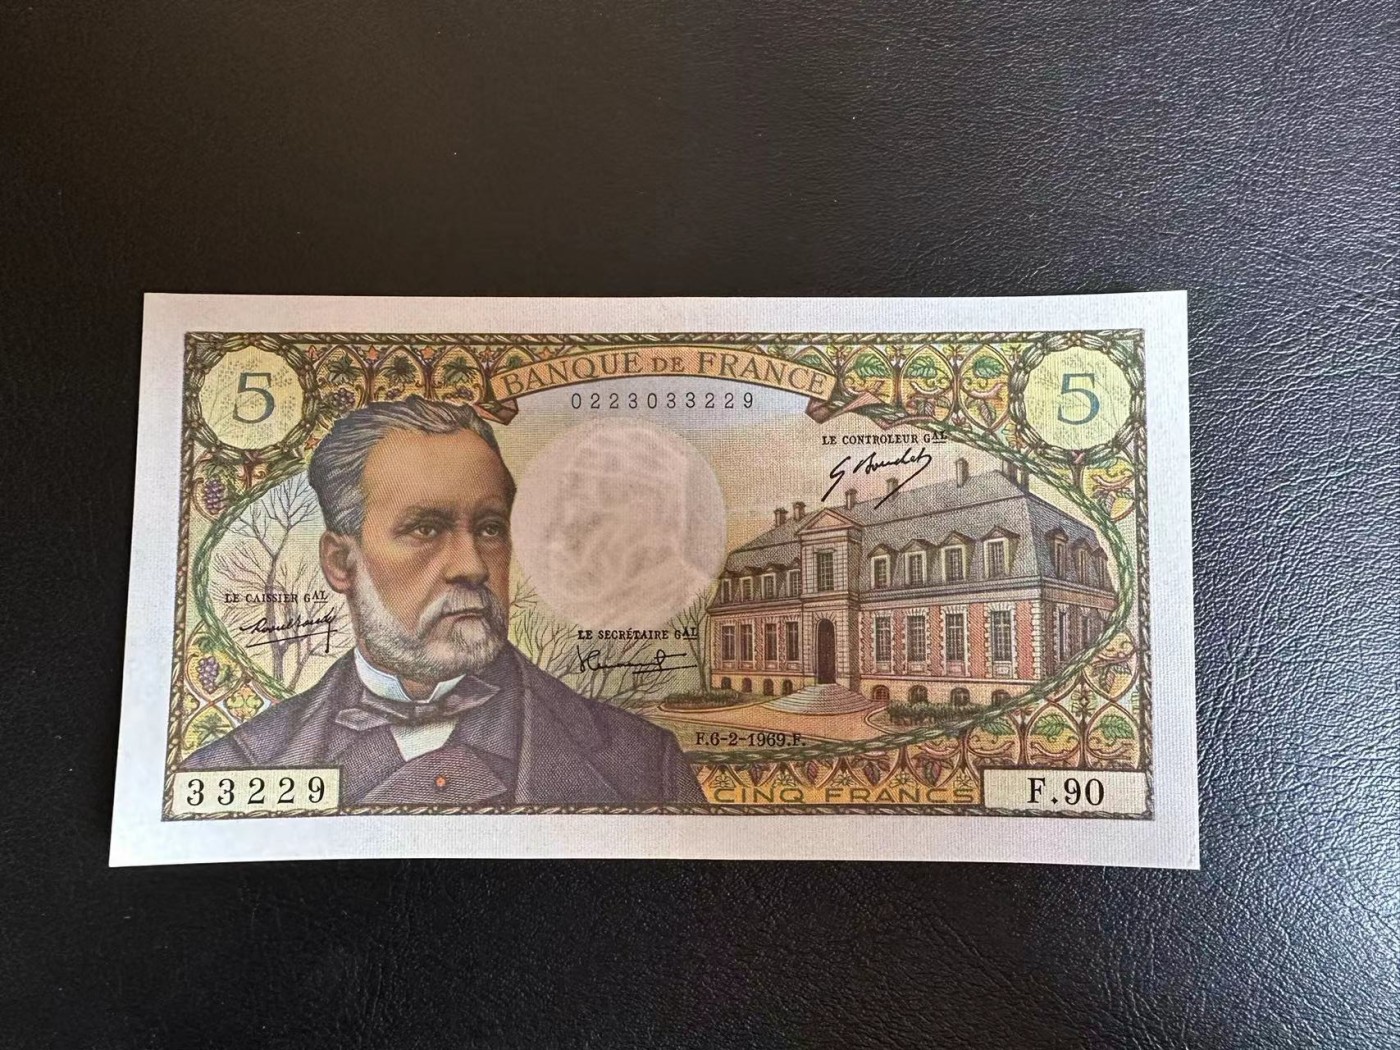 BANQUE DE FRANCE
5
5
0223033229
LE CONTROLEUR GAL
G Bouchet
LE CAISSIER GAL
LE SECRÉTAIRE GAL
F.6-2-1969.F.
33229
CINQ FRANCS
F.90